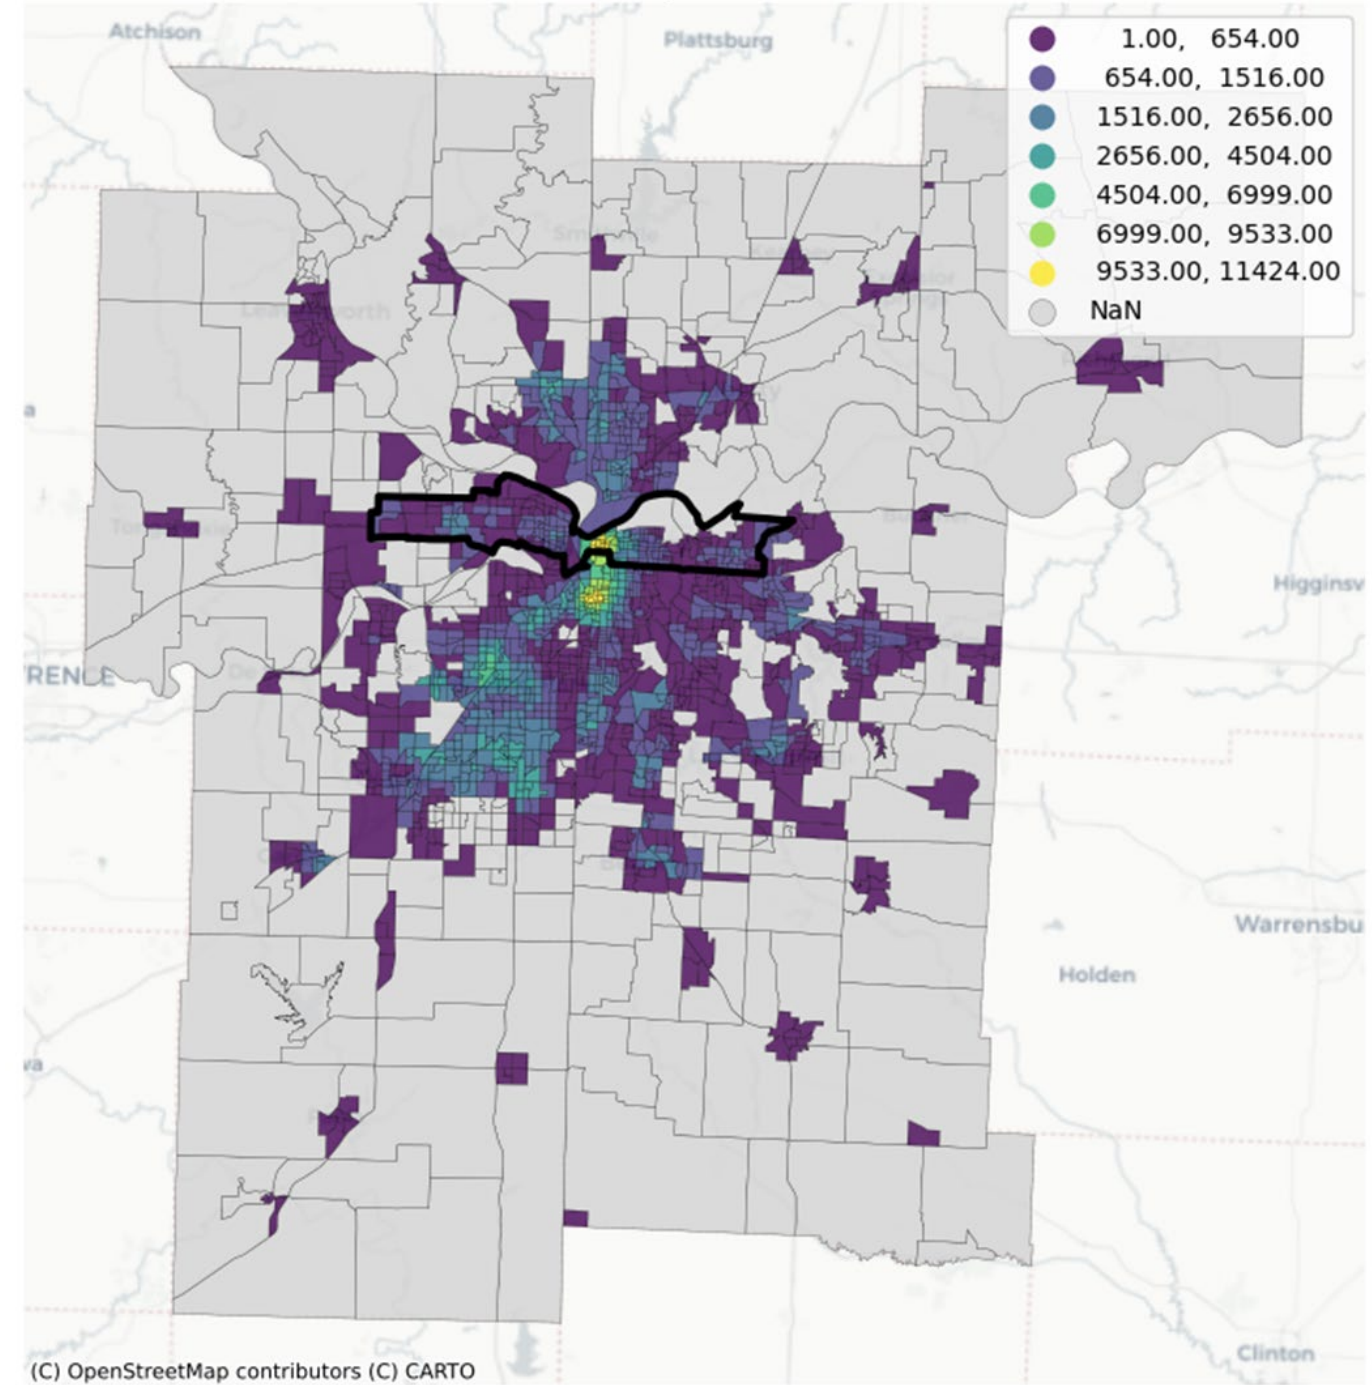 Atchison
Plattsburg
1.00, 654.00
654.00, 1516.00
1516.00, 2656.00
2656.00, 4504.00
4504.00, 6999.00
6999.00, 9533.00
9533.00, 11424.00
NaN
Higginsv
RENCE
Warrensbu
Holden
Clinton
(C) OpenStreetMap contributors (C) CARTO